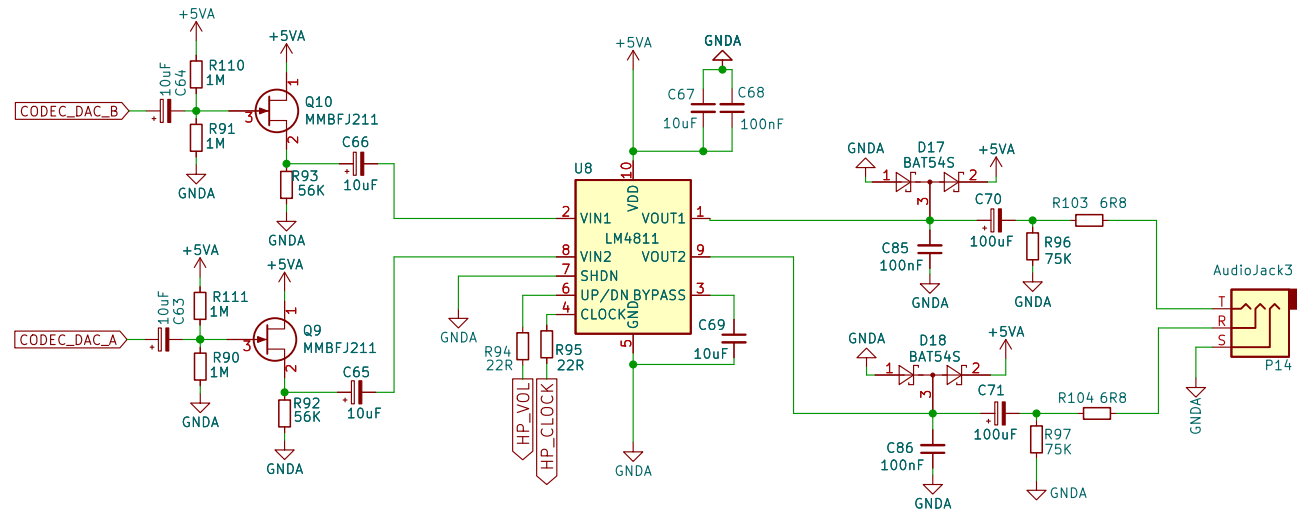 +5VA
10uF
C64
R110
1M
+5VA
1
CODEC_DAC_B
+
3
Q10
MMBFJ211
R91
1M
GNDA
2
C66
+
10uF
R93
56K
GNDA
+5VA
+5VA
10uF
C63
R111
1M
1
CODEC_DAC_A
+
3
Q9
MMBFJ211
R90
1M
GNDA
2
C65
+
10uF
R92
56K
GNDA
+5VA
GNDA
C67
10uF
C68
100nF
U8
10
VDD
2
VIN1
VOUT1
1
LM4811
8
VIN2
VOUT2
9
7
SHDN
6
UP/DN
BYPASS
3
4
CLOCK
GND
5
GNDA
R94
22R
R95
22R
HP_VOL
HP_CLOCK
C69
10uF
GNDA
GNDA
D17
BAT54S
+5VA
1
2
3
C70
+
100uF
R103
6R8
C85
100nF
GNDA
R96
75K
GNDA
GNDA
D18
BAT54S
+5VA
1
2
3
C71
+
100uF
R104
6R8
C86
100nF
GNDA
R97
75K
GNDA
AudioJack3
T
R
S
P14
GNDA